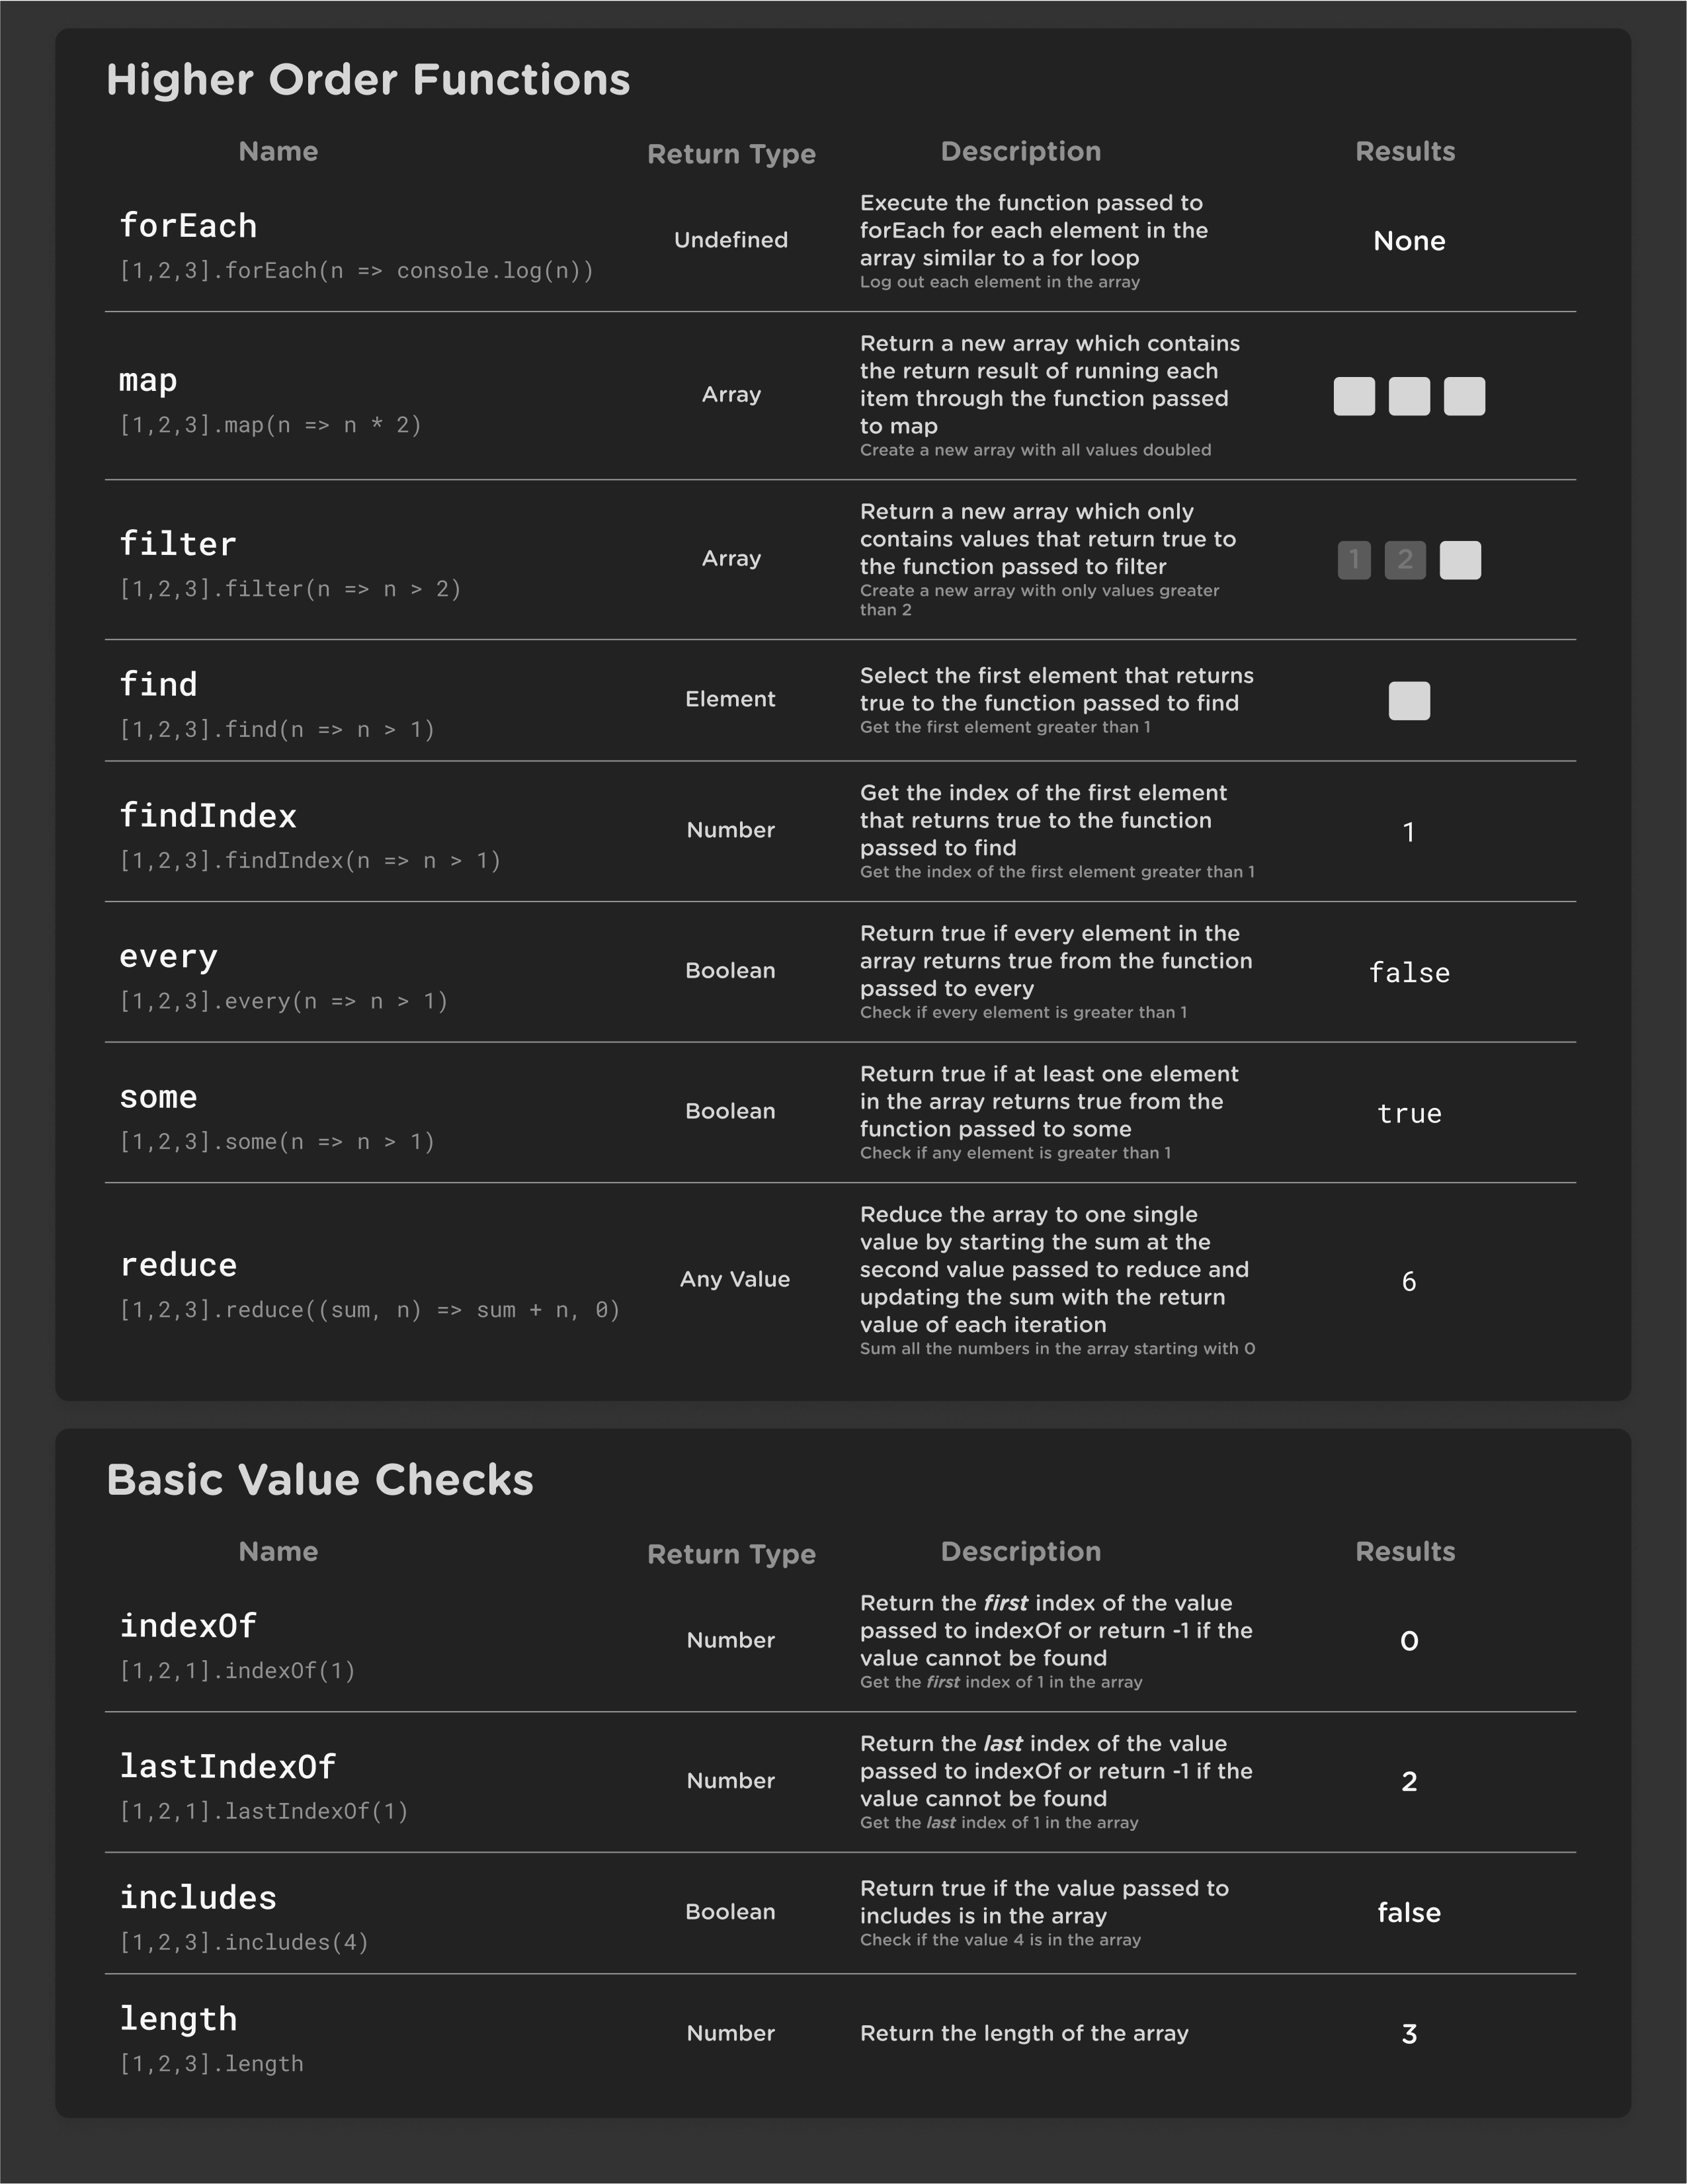 Higher Order Functions
Name
Return Type
Description
Results
forEach
[1,2,3].forEach(n => console.log(n))
Undefined
Execute the function passed to
forEach for each element in the
array similar to a for loop
Log out each element in the array
None
map
[1,2,3].map(n => n * 2)
Array
Return a new array which contains
the return result of running each
item through the function passed
to map
Create a new array with all values doubled
filter
[1,2,3].filter(n => n > 2)
Array
Return a new array which only
contains values that return true to
the function passed to filter
Create a new array with only values greater
than 2
1 2
find
[1,2,3].find(n => n > 1)
Element
Select the first element that returns
true to the function passed to find
Get the first element greater than 1
findIndex
[1,2,3].findIndex(n => n > 1)
Number
Get the index of the first element
that returns true to the function
passed to find
Get the index of the first element greater than 1
1
every
[1,2,3].every(n => n > 1)
Boolean
Return true if every element in the
array returns true from the function
passed to every
Check if every element is greater than 1
false
some
[1,2,3].some(n => n > 1)
Boolean
Return true if at least one element
in the array returns true from the
function passed to some
Check if any element is greater than 1
true
reduce
[1,2,3].reduce((sum, n) => sum + n, 0)
Any Value
Reduce the array to one single
value by starting the sum at the
second value passed to reduce and
updating the sum with the return
value of each iteration
Sum all the numbers in the array starting with 0
6
Basic Value Checks
Name
Return Type
Description
Results
indexOf
[1,2,1].indexOf(1)
Number
Return the first index of the value
passed to indexOf or return -1 if the
value cannot be found
Get the first index of 1 in the array
0
lastIndexOf
[1,2,1].lastIndexOf(1)
Number
Return the last index of the value
passed to indexOf or return -1 if the
value cannot be found
Get the last index of 1 in the array
2
includes
[1,2,3].includes(4)
Boolean
Return true if the value passed to
includes is in the array
Check if the value 4 is in the array
false
length
[1,2,3].length
Number
Return the length of the array
3